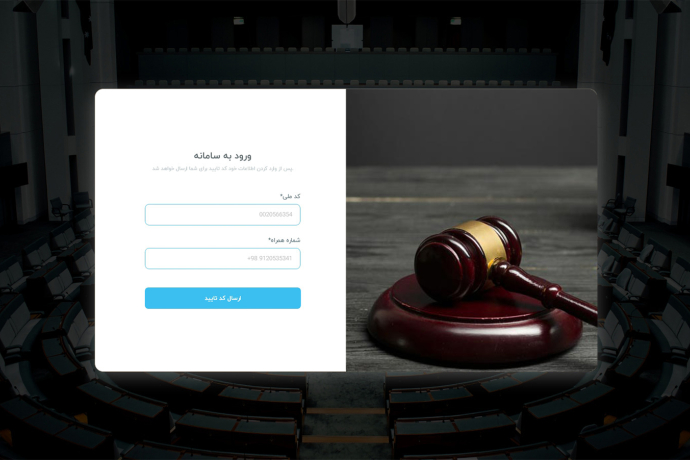 ورود به سامانه
پس از وارد کردن اطلاعات خود کد تایید برای شما ارسال خواهد شد
کد ملی*
0020566354
شماره همراه*
+98 9120525341
ارسال کد تایید